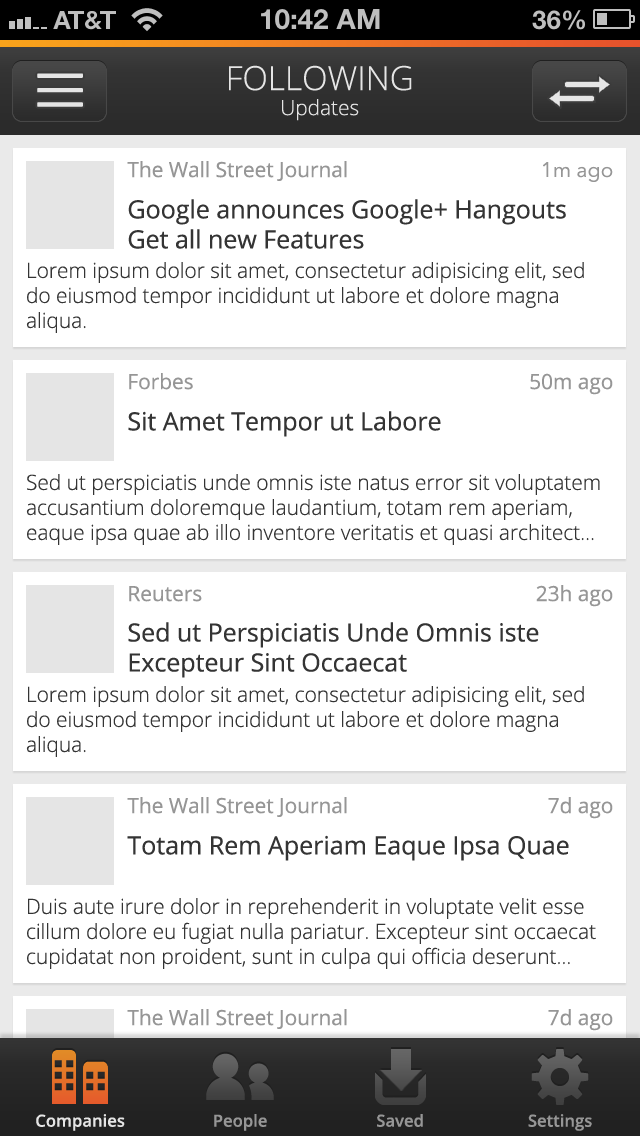 AT&T 10:42 AM 36%
FOLLOWING
Updates
The Wall Street Journal 1m ago
Google announces Google+ Hangouts
Get all new Features
Lorem ipsum dolor sit amet, consectetur adipisicing elit, sed
do eiusmod tempor incididunt ut labore et dolore magna
aliqua.
Forbes 50m ago
Sit Amet Tempor ut Labore
Sed ut perspiciatis unde omnis iste natus error sit voluptatem
accusantium doloremque laudantium, totam rem aperiam,
eaque ipsa quae ab illo inventore veritatis et quasi architect...
Reuters 23h ago
Sed ut Perspiciatis Unde Omnis iste
Excepteur Sint Occaecat
Lorem ipsum dolor sit amet, consectetur adipisicing elit, sed
do eiusmod tempor incididunt ut labore et dolore magna
aliqua.
The Wall Street Journal 7d ago
Totam Rem Aperiam Eaque Ipsa Quae
Duis aute irure dolor in reprehenderit in voluptate velit esse
cillum dolore eu fugiat nulla pariatur. Excepteur sint occaecat
cupidatat non proident, sunt in culpa qui officia deserunt...
The Wall Street Journal 7d ago
Companies People Saved Settings